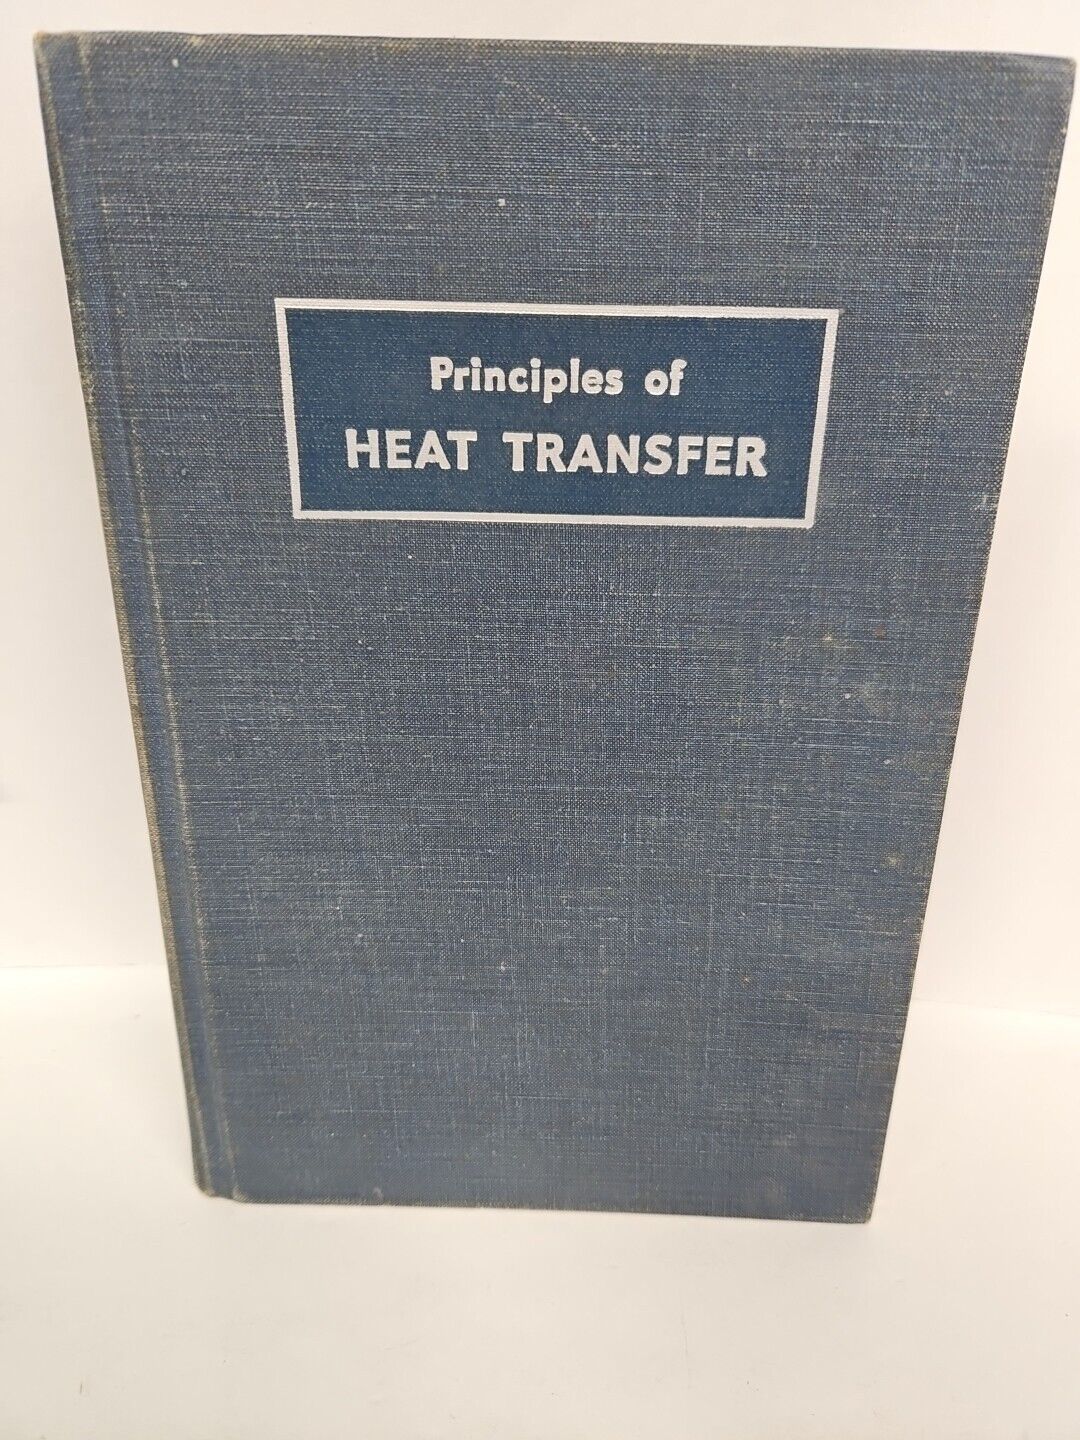 Principles of
HEAT TRANSFER